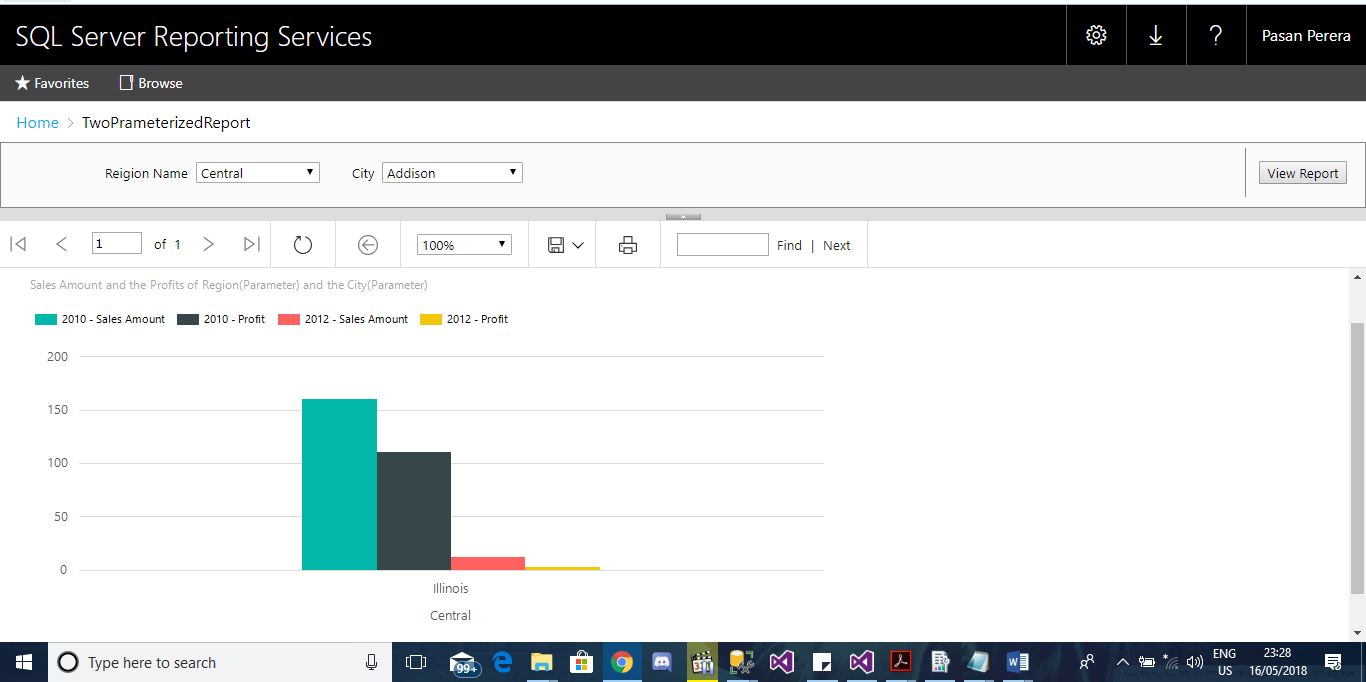 SQL Server Reporting Services
?
Pasan Perera
Favorites Browse
Home > TwoPrameterizedReport
Reigion Name Central City Addison View Report
1 of 1 100% Find | Next
Sales Amount and the Profits of Region(Parameter) and the City(Parameter)
2010 - Sales Amount 2010 - Profit 2012 - Sales Amount 2012 - Profit
200
150
100
50
0
Illinois
Central
Type here to search
99+
ENG
US
23:28
16/05/2018